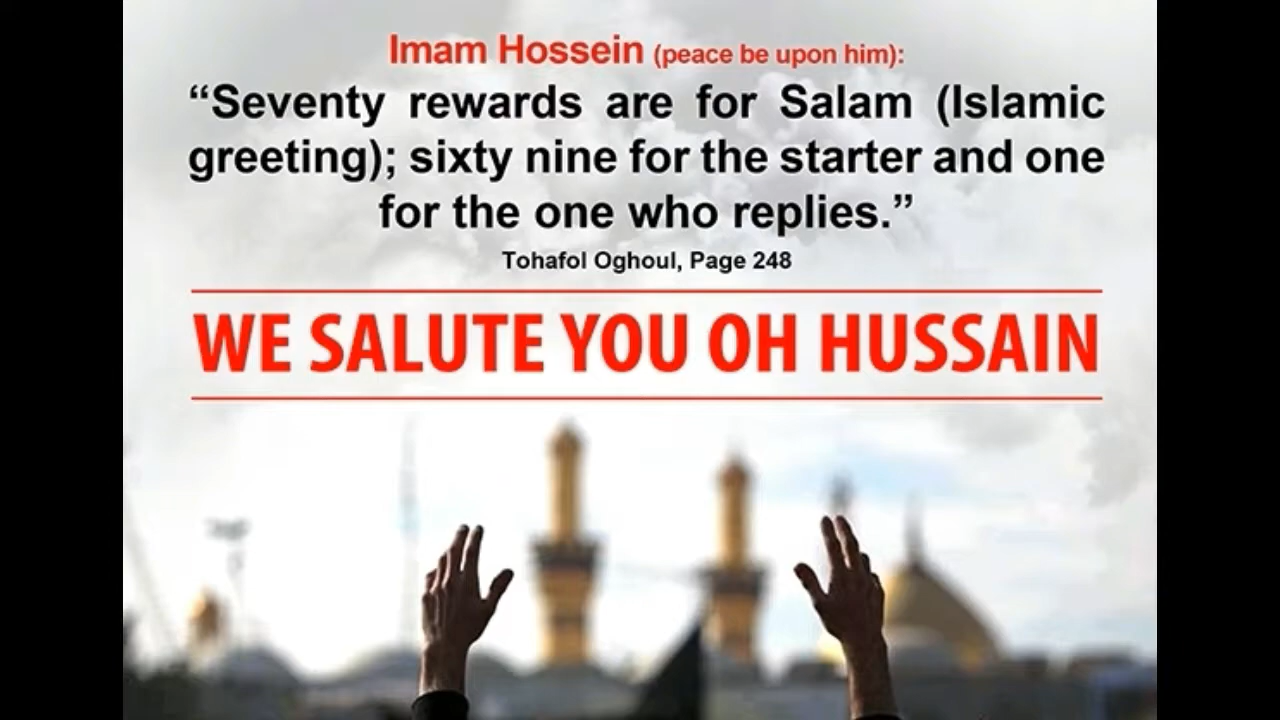 Imam Hossein (peace be upon him):
“Seventy rewards are for Salam (Islamic
greeting); sixty nine for the starter and one
for the one who replies.”
Tohafol Oghoul, Page 248
WE SALUTE YOU OH HUSSAIN